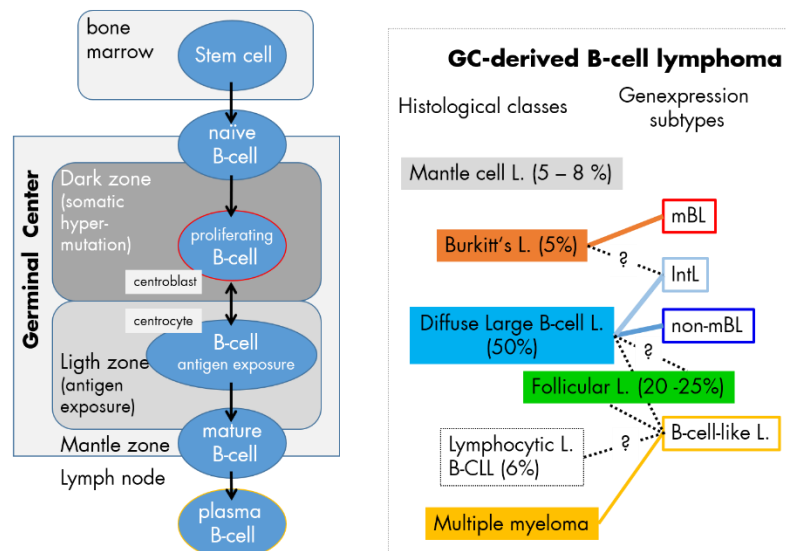 bone
marrow
Stem cell
naïve
B-cell
Germinal Center
Dark zone
(somatic
hyper-
mutation)
proliferating
B-cell
centroblast
centrocyte
B-cell
antigen exposure
Ligth zone
(antigen
exposure)
mature
B-cell
Mantle zone
Lymph node
plasma
B-cell
GC-derived B-cell lymphoma
Histological classes
Genexpression
subtypes
Mantle cell L. (5 – 8 %)
mBL
Burkitt‘s L. (5%)
?
IntL
Diffuse Large B-cell L.
(50%)
non-mBL
?
Follicular L. (20 -25%)
B-cell-like L.
Lymphocytic L.
B-CLL (6%)
?
Multiple myeloma